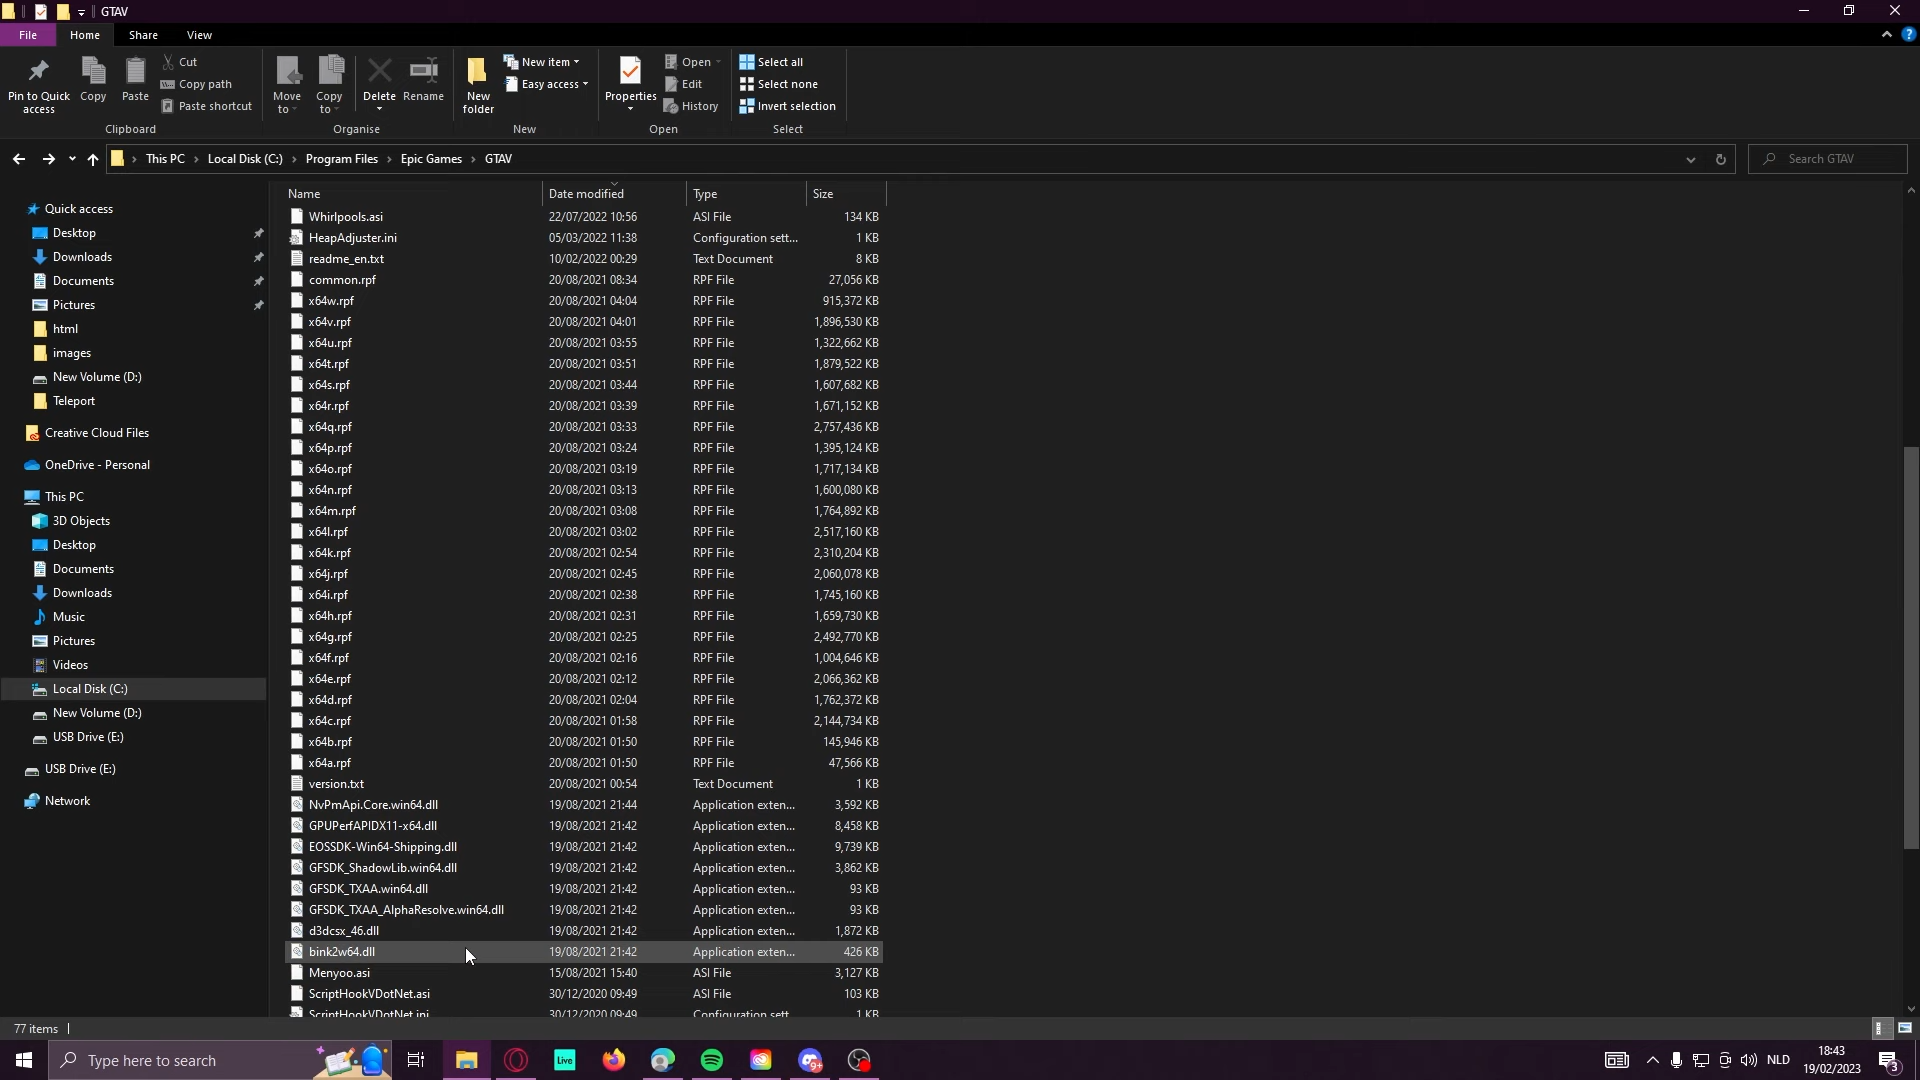 GTAV
File Home Share View
Pin to Quick access
Copy
Paste
Cut
Copy path
Paste shortcut
Clipboard
Move to
Copy to
Delete
Rename
Organise
New folder
New item
Easy access
New
Properties
Open
Edit
History
Open
Select all
Select none
Invert selection
Select
This PC › Local Disk (C:) › Program Files › Epic Games › GTAV
Search GTAV
Quick access
Desktop
Downloads
Documents
Pictures
html
images
New Volume (D:)
Teleport
Creative Cloud Files
OneDrive - Personal
This PC
3D Objects
Desktop
Documents
Downloads
Music
Pictures
Videos
Local Disk (C:)
New Volume (D:)
USB Drive (E:)
USB Drive (E:)
Network
Name Date modified Type Size
Whirlpools.asi 22/07/2022 10:56 ASI File 134 KB
HeapAdjuster.ini 05/03/2022 11:38 Configuration sett... 1 KB
readme_en.txt 10/02/2022 00:29 Text Document 8 KB
common.rpf 20/08/2021 08:34 RPF File 27,056 KB
x64w.rpf 20/08/2021 04:04 RPF File 915,372 KB
x64v.rpf 20/08/2021 04:01 RPF File 1,896,530 KB
x64u.rpf 20/08/2021 03:55 RPF File 1,322,662 KB
x64t.rpf 20/08/2021 03:51 RPF File 1,879,522 KB
x64s.rpf 20/08/2021 03:44 RPF File 1,607,682 KB
x64r.rpf 20/08/2021 03:39 RPF File 1,671,152 KB
x64q.rpf 20/08/2021 03:33 RPF File 2,757,436 KB
x64p.rpf 20/08/2021 03:24 RPF File 1,395,124 KB
x64o.rpf 20/08/2021 03:19 RPF File 1,717,134 KB
x64n.rpf 20/08/2021 03:13 RPF File 1,600,080 KB
x64m.rpf 20/08/2021 03:08 RPF File 1,764,892 KB
x64l.rpf 20/08/2021 03:02 RPF File 2,517,160 KB
x64k.rpf 20/08/2021 02:54 RPF File 2,310,204 KB
x64j.rpf 20/08/2021 02:45 RPF File 2,060,078 KB
x64i.rpf 20/08/2021 02:38 RPF File 1,745,160 KB
x64h.rpf 20/08/2021 02:31 RPF File 1,659,730 KB
x64g.rpf 20/08/2021 02:25 RPF File 2,492,770 KB
x64f.rpf 20/08/2021 02:16 RPF File 1,004,646 KB
x64e.rpf 20/08/2021 02:12 RPF File 2,066,362 KB
x64d.rpf 20/08/2021 02:04 RPF File 1,762,372 KB
x64c.rpf 20/08/2021 01:58 RPF File 2,144,734 KB
x64b.rpf 20/08/2021 01:50 RPF File 145,946 KB
x64a.rpf 20/08/2021 01:50 RPF File 47,566 KB
version.txt 20/08/2021 00:54 Text Document 1 KB
NvPmApi.Core.win64.dll 19/08/2021 21:44 Application exten... 3,592 KB
GPUPerfAPIDX11-x64.dll 19/08/2021 21:42 Application exten... 8,458 KB
EOSSDK-Win64-Shipping.dll 19/08/2021 21:42 Application exten... 9,739 KB
GFSDK_ShadowLib.win64.dll 19/08/2021 21:42 Application exten... 3,862 KB
GFSDK_TXAA.win64.dll 19/08/2021 21:42 Application exten... 93 KB
GFSDK_TXAA_AlphaResolve.win64.dll 19/08/2021 21:42 Application exten... 93 KB
d3dcsx_46.dll 19/08/2021 21:42 Application exten... 1,872 KB
bink2w64.dll 19/08/2021 21:42 Application exten... 426 KB
Menyoo.asi 15/08/2021 15:40 ASI File 3,127 KB
ScriptHookVDotNet.asi 30/12/2020 09:49 ASI File 103 KB
ScriptHookVDotNet.ini 30/12/2020 09:49 Configuration sett... 1 KB
77 items
Type here to search
Live
9+
NLD
18:43
19/02/2023
3